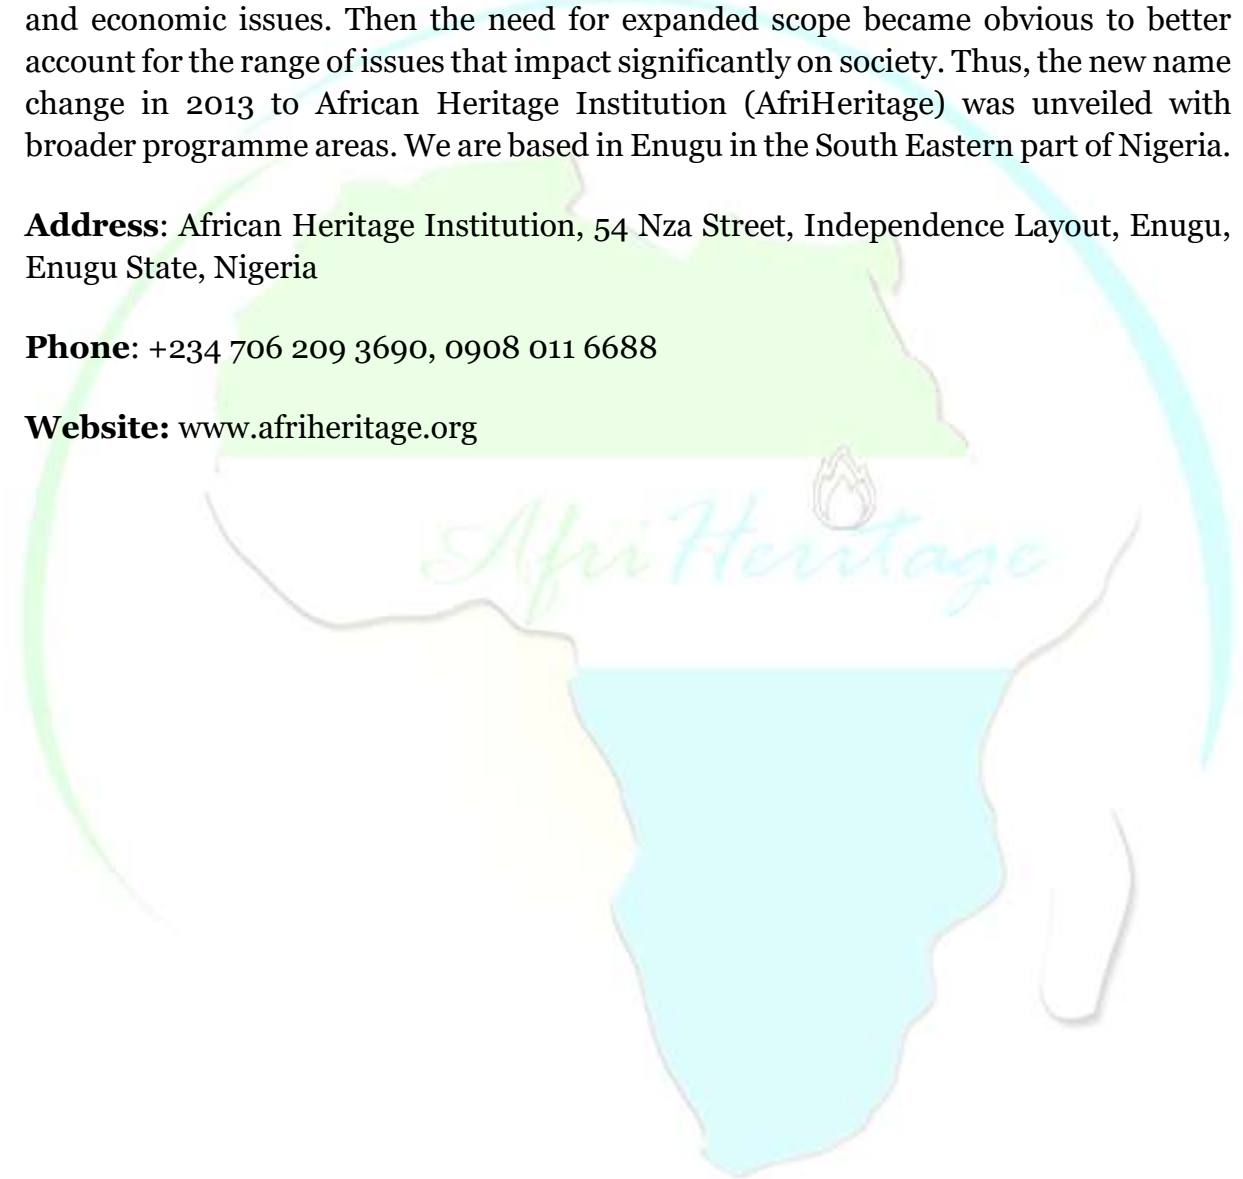 and economic issues. Then the need for expanded scope became obvious to better
account for the range of issues that impact significantly on society. Thus, the new name
change in 2013 to African Heritage Institution (AfriHeritage) was unveiled with
broader programme areas. We are based in Enugu in the South Eastern part of Nigeria.
Address: African Heritage Institution, 54 Nza Street, Independence Layout, Enugu,
Enugu State, Nigeria
Phone: +234 706 209 3690, 0908 011 6688
Website: www.afriheritage.org
AfriHeritage